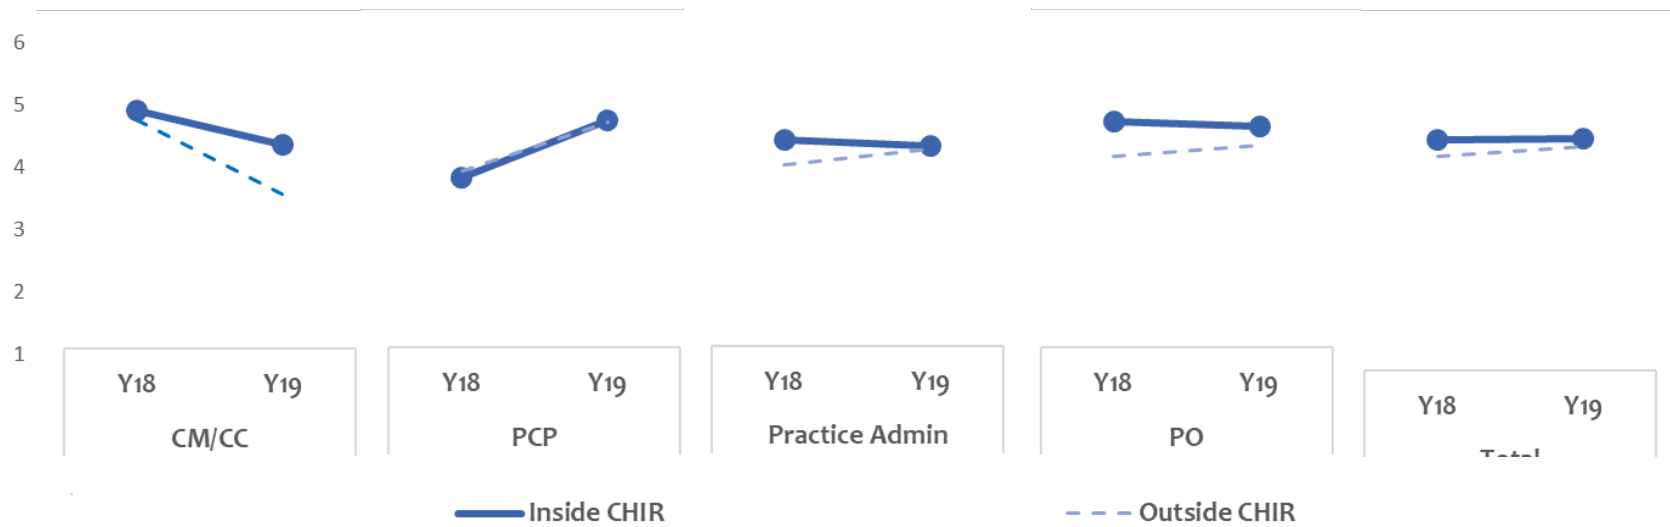 6
5
4
3
2
1
Y18 Y19 Y18 Y19 Y18 Y19 Y18 Y19 Y18 Y19
CM/CC PCP Practice Admin PO Total
Inside CHIR Outside CHIR